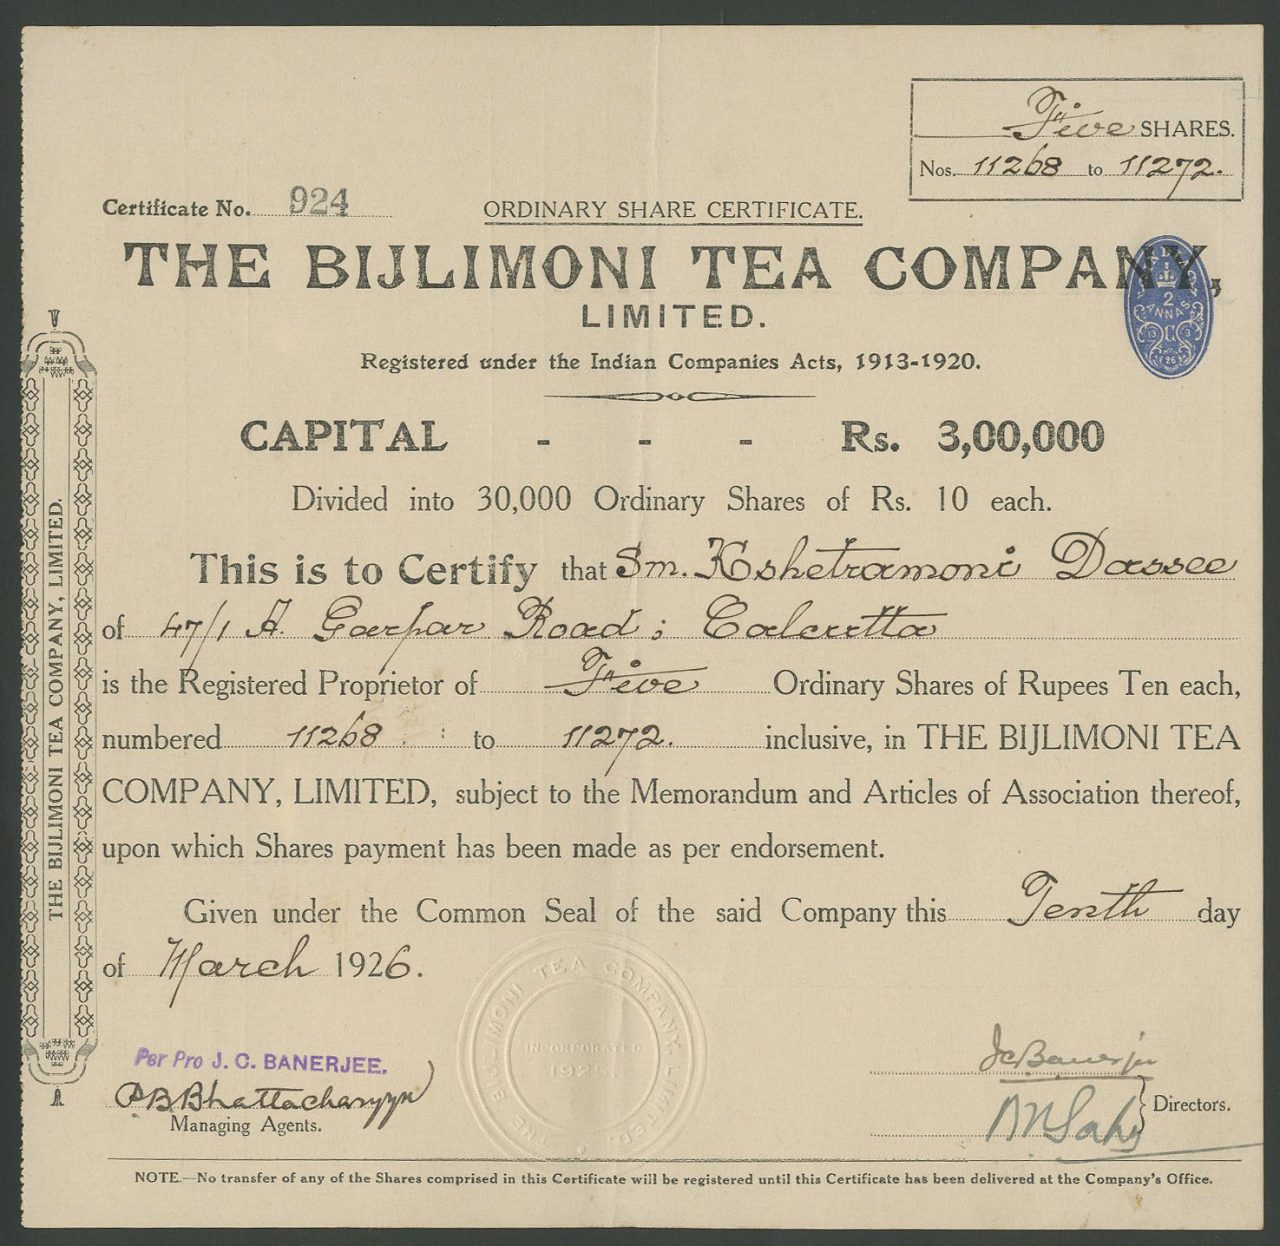 Five SHARES.
Nos. 11268 to 11272.
Certificate No. 924
ORDINARY SHARE CERTIFICATE.
THE BIJLIMONI TEA COMPANY,
LIMITED.
2
ANNAS
Registered under the Indian Companies Acts, 1913-1920.
CAPITAL - - - Rs. 3,00,000
Divided into 30,000 Ordinary Shares of Rs. 10 each.
This is to Certify that Sm. Kshetramoni Dassee
of 47/1 A. Garpar Road; Calcutta
is the Registered Proprietor of Five Ordinary Shares of Rupees Ten each,
numbered 11268 to 11272. inclusive, in THE BIJLIMONI TEA
COMPANY, LIMITED, subject to the Memorandum and Articles of Association thereof,
upon which Shares payment has been made as per endorsement.
Given under the Common Seal of the said Company this Tenth day
of March 1926.
THE BIJLIMONI TEA COMPANY, LIMITED.
THE BIJLIMONI TEA COMPANY, LIMITED.
INCORPORATED
Per Pro J. C. BANERJEE.
PB Bhattacharyya
Managing Agents.
JcBanerjee
Directors.
NOTE.—No transfer of any of the Shares comprised in this Certificate will be registered until this Certificate has been delivered at the Company's Office.